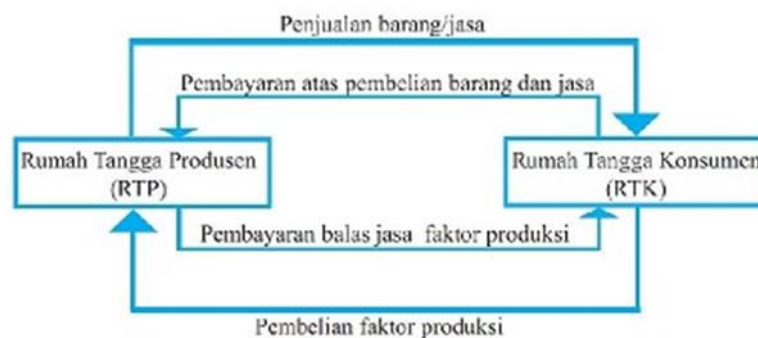 Penjualan barang/jasa
Pembayaran atas pembelian barang dan jasa
Rumah Tangga Produsen
(RTP)
Rumah Tangga Konsumen
(RTK)
Pembayaran balas jasa faktor produksi
Pembelian faktor produksi